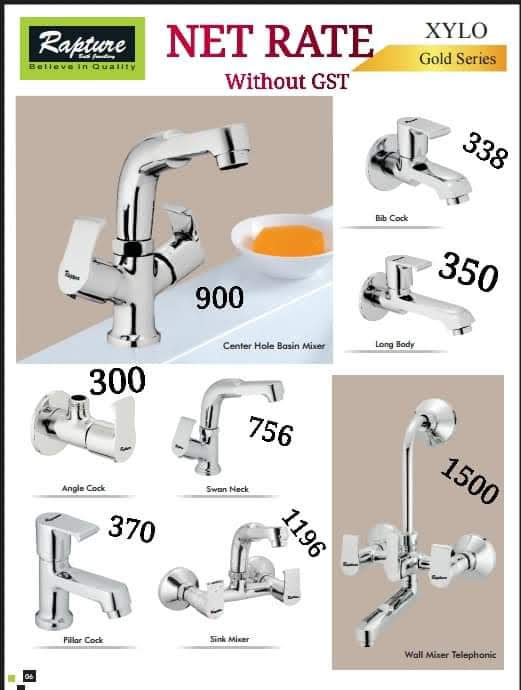 Rapture
Bath Jewellery
Believe in Quality
NET RATE
Without GST
XYLO
Gold Series
338
Bib Cock
900
Rapture
Center Hole Basin Mixer
350
Long Body
300
Angle Cock
756
Swan Neck
370
Pillar Cock
1196
Sink Mixer
1500
Wall Mixer Telephonic
06